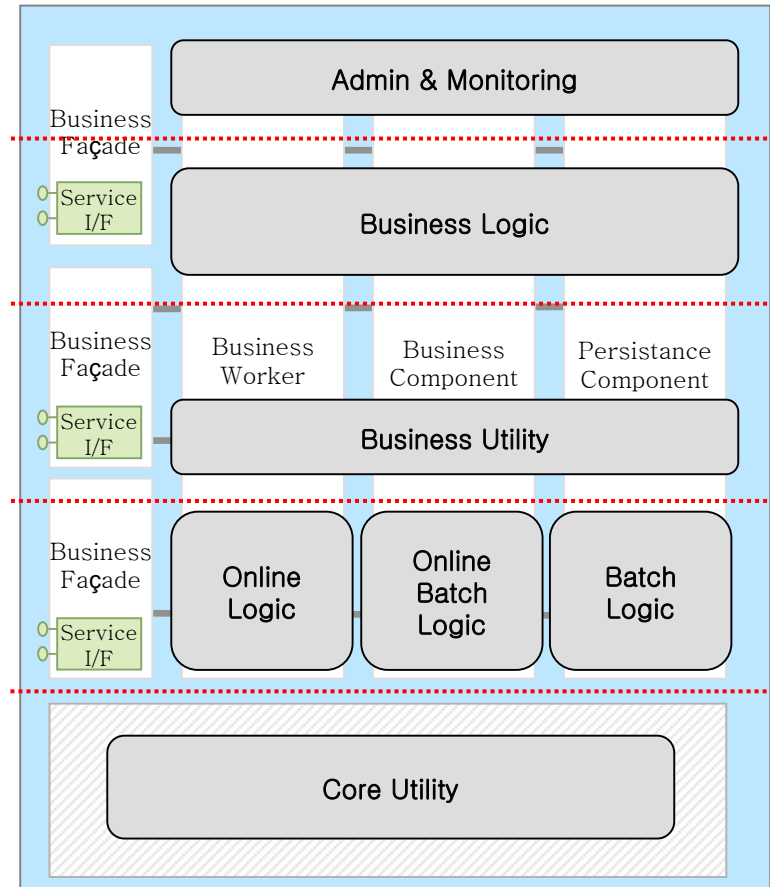 Admin & Monitoring
Business
Façade
Service
I/F
Business Logic
Business
Façade
Business
Worker
Business
Component
Persistance
Component
Service
I/F
Business Utility
Business
Façade
Online
Logic
Online
Batch
Logic
Batch
Logic
Service
I/F
Core Utility